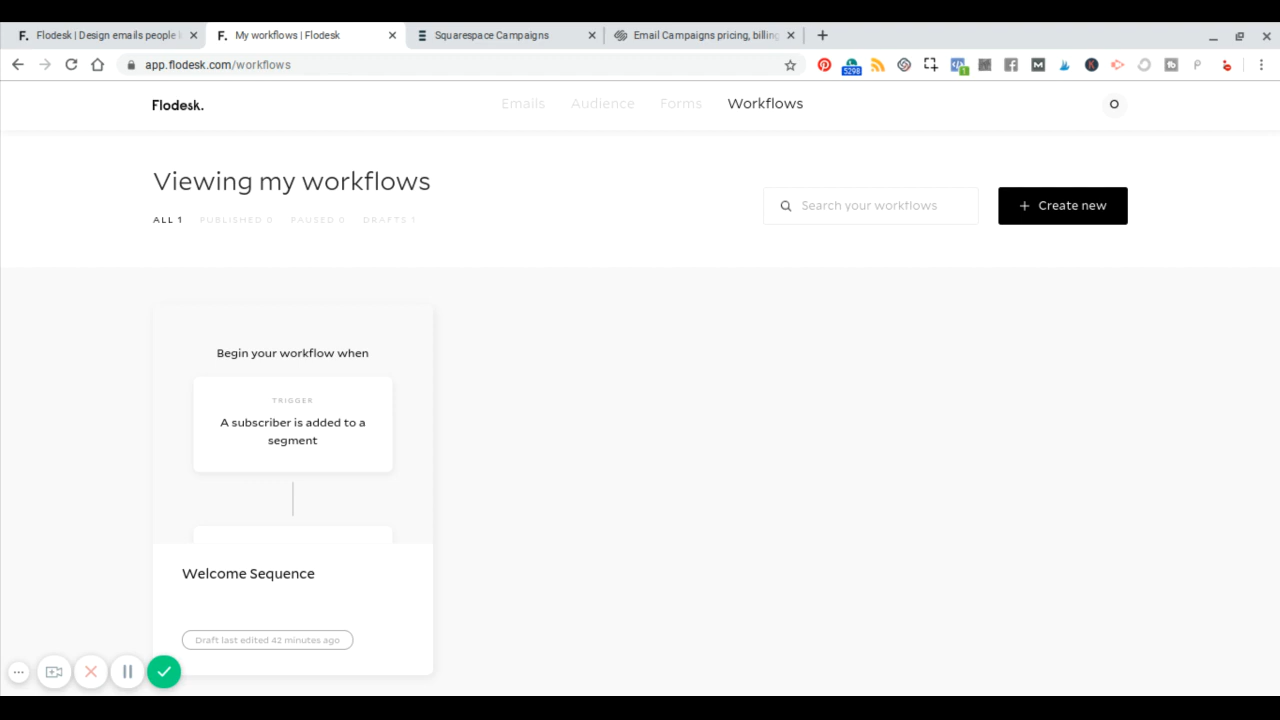 Flodesk | Design emails people
My workflows | Flodesk
Squarespace Campaigns
Email Campaigns pricing, billing
app.flodesk.com/workflows
5298
1
Flodesk.
Emails
Audience
Forms
Workflows
O
Viewing my workflows
ALL 1
PUBLISHED 0
PAUSED 0
DRAFTS 1
Search your workflows
+ Create new
Begin your workflow when
TRIGGER
A subscriber is added to a
segment
Welcome Sequence
Draft last edited 42 minutes ago